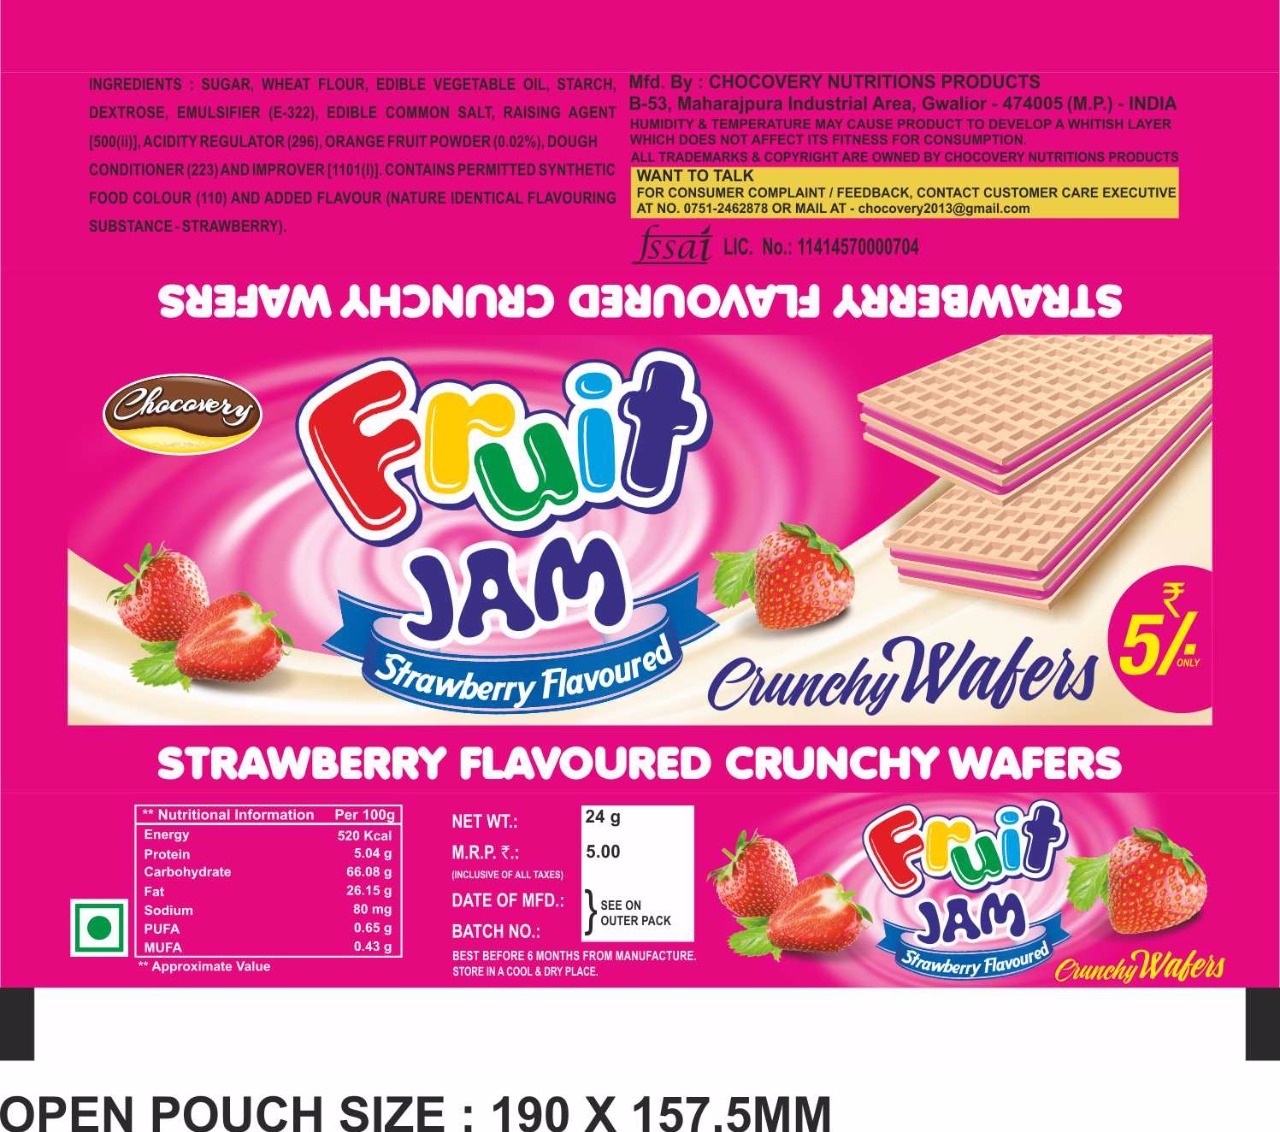 INGREDIENTS : SUGAR, WHEAT FLOUR, EDIBLE VEGETABLE OIL, STARCH,
DEXTROSE, EMULSIFIER (E-322), EDIBLE COMMON SALT, RAISING AGENT
[500(ii)], ACIDITY REGULATOR (296), ORANGE FRUIT POWDER (0.02%), DOUGH
CONDITIONER (223) AND IMPROVER [1101(I)]. CONTAINS PERMITTED SYNTHETIC
FOOD COLOUR (110) AND ADDED FLAVOUR (NATURE IDENTICAL FLAVOURING
SUBSTANCE - STRAWBERRY).
Mfd. By : CHOCOVERY NUTRITIONS PRODUCTS
B-53, Maharajpura Industrial Area, Gwalior - 474005 (M.P.) - INDIA
HUMIDITY & TEMPERATURE MAY CAUSE PRODUCT TO DEVELOP A WHITISH LAYER
WHICH DOES NOT AFFECT ITS FITNESS FOR CONSUMPTION.
ALL TRADEMARKS & COPYRIGHT ARE OWNED BY CHOCOVERY NUTRITIONS PRODUCTS
WANT TO TALK
FOR CONSUMER COMPLAINT / FEEDBACK, CONTACT CUSTOMER CARE EXECUTIVE
AT NO. 0751-2462878 OR MAIL AT - chocovery2013@gmail.com
fssai LIC. No.: 11414570000704
STRAWBERRY FLAVOURED CRUNCHY WAFERS
Chocovery
Fruit
JAM
Strawberry Flavoured
Crunchy Wafers
₹
5/-
ONLY
STRAWBERRY FLAVOURED CRUNCHY WAFERS
** Nutritional Information Per 100g
Energy 520 Kcal
Protein 5.04 g
Carbohydrate 66.08 g
Fat 26.15 g
Sodium 80 mg
PUFA 0.65 g
MUFA 0.43 g
** Approximate Value
NET WT.: 24 g
M.R.P. ₹.: 5.00
(INCLUSIVE OF ALL TAXES)
DATE OF MFD.:
BATCH NO.:
SEE ON
OUTER PACK
BEST BEFORE 6 MONTHS FROM MANUFACTURE.
STORE IN A COOL & DRY PLACE.
Fruit
JAM
Strawberry Flavoured
Crunchy Wafers
OPEN POUCH SIZE : 190 X 157.5MM